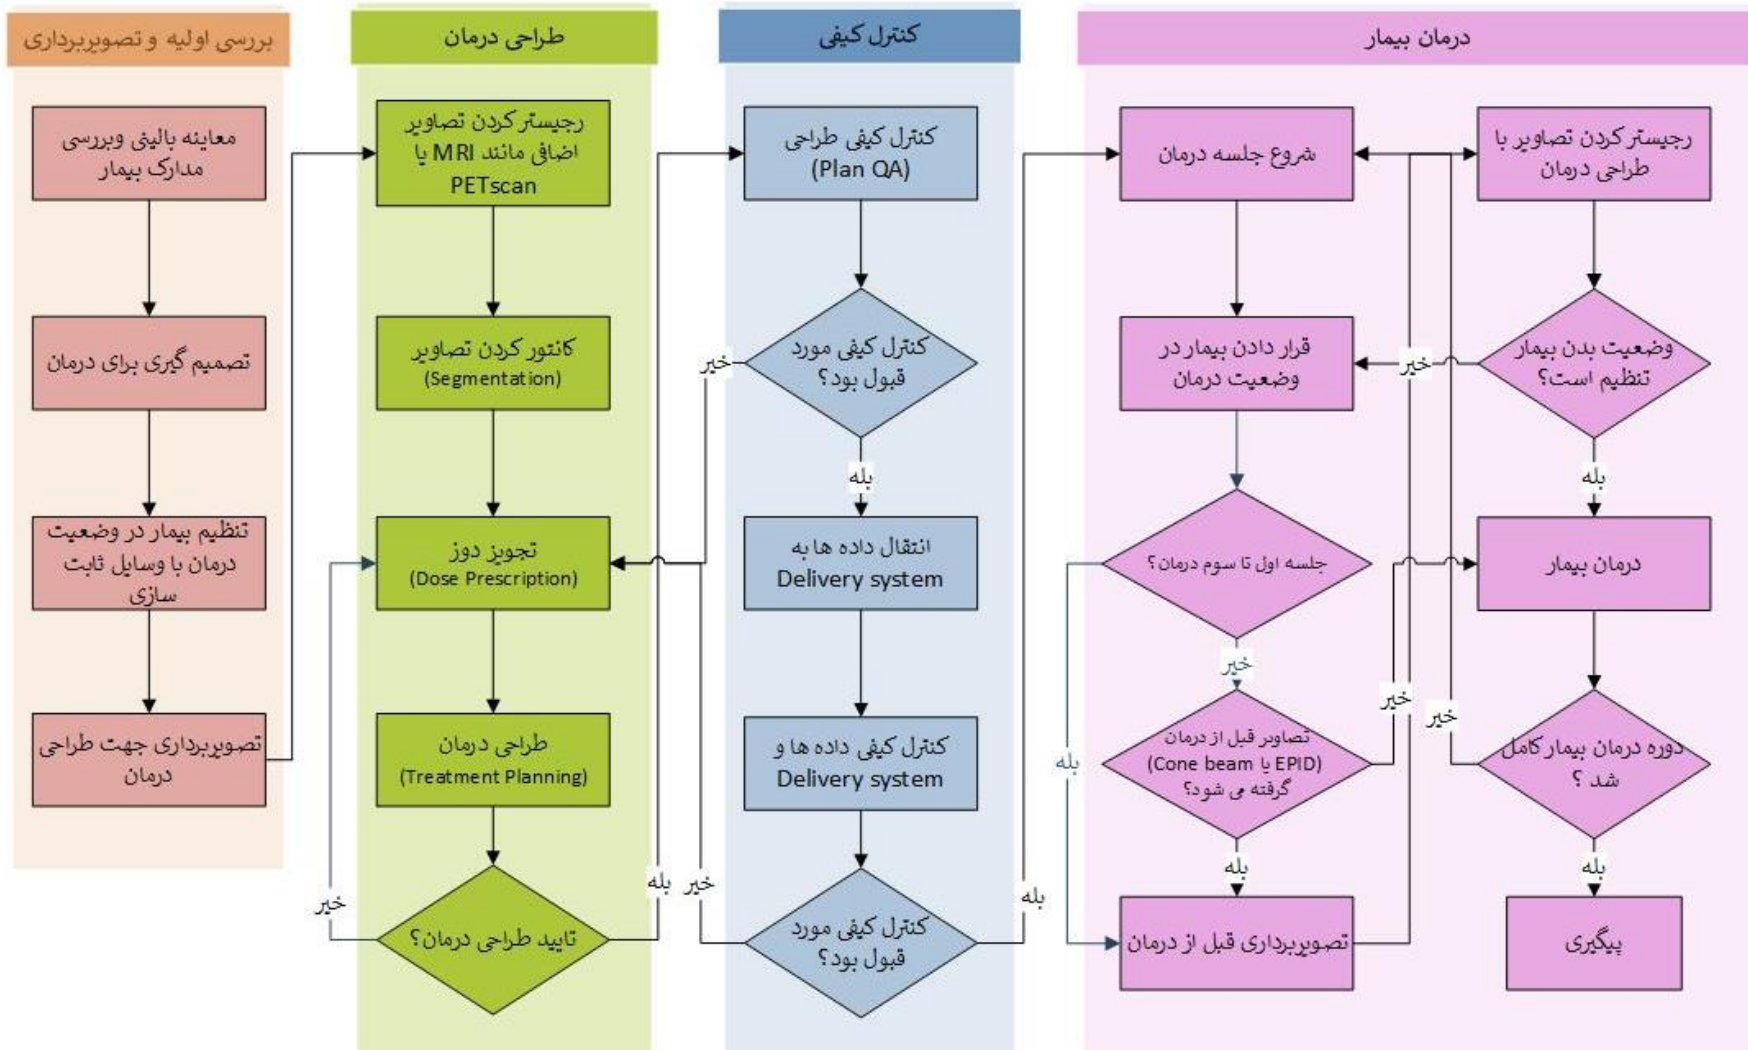 بررسی اولیه و تصویربرداری
معاینه بالینی وبررسی
مدارک بیمار
تصمیم گیری برای درمان
تنظیم بیمار در وضعیت
درمان با وسایل ثابت
سازی
تصویربرداری جهت طراحی
درمان
طراحی درمان
رجیستر کردن تصاویر
اضافی مانند MRI یا
PETscan
کانتور کردن تصاویر
(Segmentation)
تجویز دوز
(Dose Prescription)
طراحی درمان
(Treatment Planning)
تایید طراحی درمان؟
خیر
بله
کنترل کیفی
کنترل کیفی طراحی
(Plan QA)
کنترل کیفی مورد
قبول بود؟
خیر
بله
انتقال داده ها به
Delivery system
کنترل کیفی داده ها و
Delivery system
کنترل کیفی مورد
قبول بود؟
خیر
بله
درمان بیمار
شروع جلسه درمان
قرار دادن بیمار در
وضعیت درمان
جلسه اول تا سوم درمان؟
بله
خیر
تصاویر قبل از درمان
(Cone beam یا EPID)
گرفته می شود؟
خیر
بله
تصویربرداری قبل از درمان
رجیستر کردن تصاویر با
طراحی درمان
وضعیت بدن بیمار
تنظیم است؟
خیر
بله
درمان بیمار
دوره درمان بیمار کامل
شد ؟
خیر
بله
پیگیری